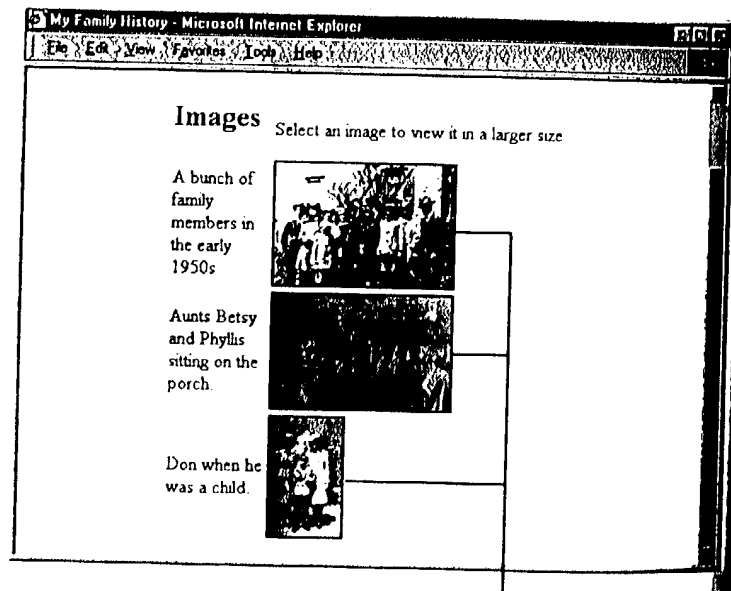 My Family History - Microsoft Internet Explorer
File Edit View Favorites Tools Help
Images
Select an image to view it in a larger size
A bunch of
family
members in
the early
1950s
Aunts Betsy
and Phyllis
sitting on the
porch.
Don when he
was a child.